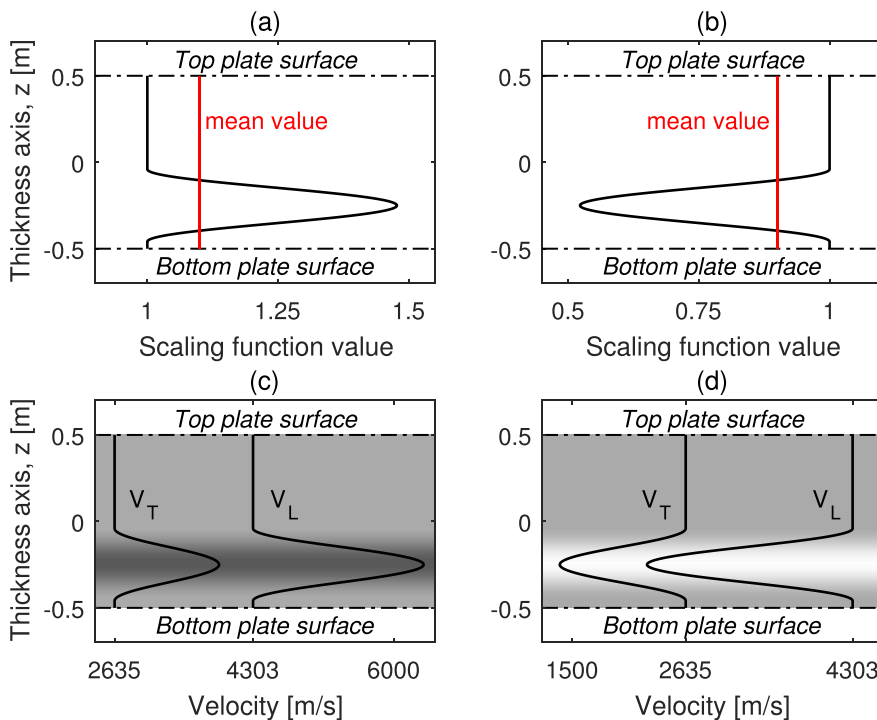 (a)
Top plate surface
0.5
mean value
0
-0.5
Bottom plate surface
1
1.25
1.5
Thickness axis, z [m]
Scaling function value
(b)
Top plate surface
0.5
mean value
0
-0.5
Bottom plate surface
0.5
0.75
1
Scaling function value
(c)
Top plate surface
0.5
V_T
V_L
0
-0.5
Bottom plate surface
2635
4303
6000
Thickness axis, z [m]
Velocity [m/s]
(d)
Top plate surface
0.5
V_T
V_L
0
-0.5
Bottom plate surface
1500
2635
4303
Velocity [m/s]